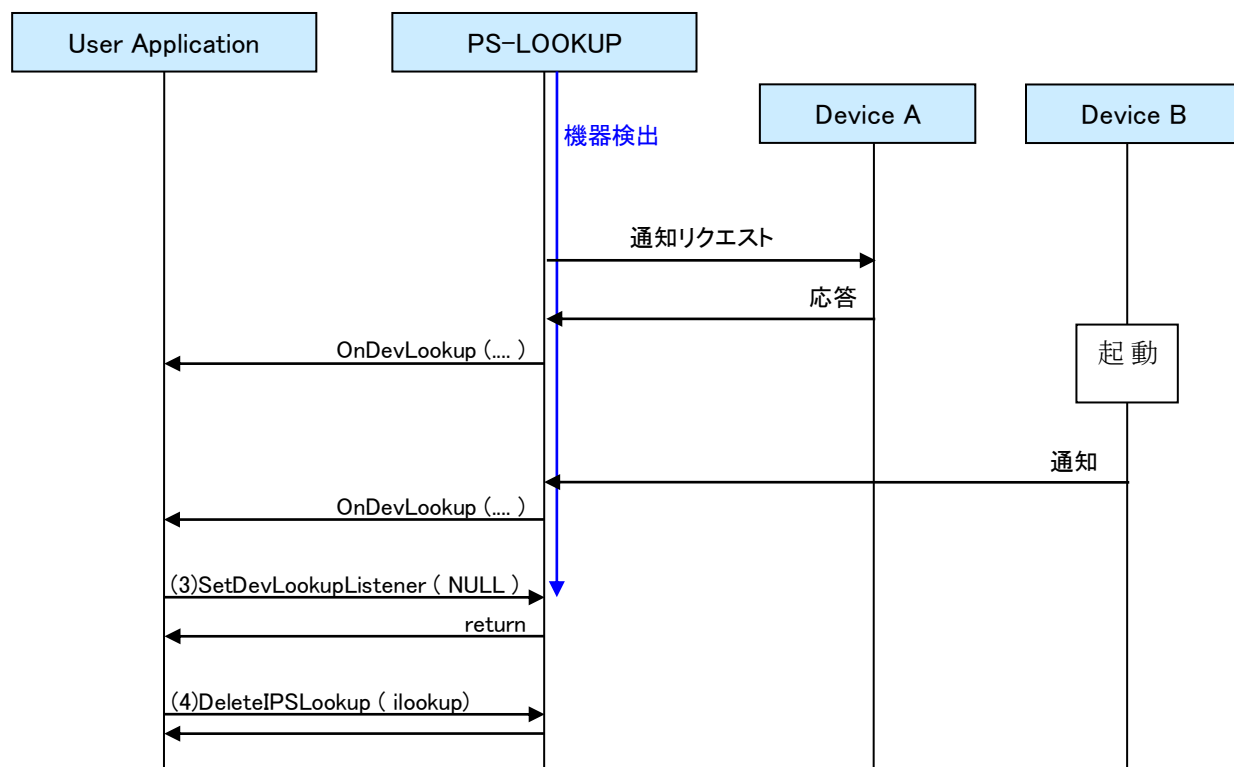 User Application
PS-LOOKUP
Device A
Device B
機器検出
通知リクエスト
応答
OnDevLookup (.... )
起 動
通知
OnDevLookup (.... )
(3)SetDevLookupListener ( NULL )
return
(4)DeleteIPSLookup ( ilookup)